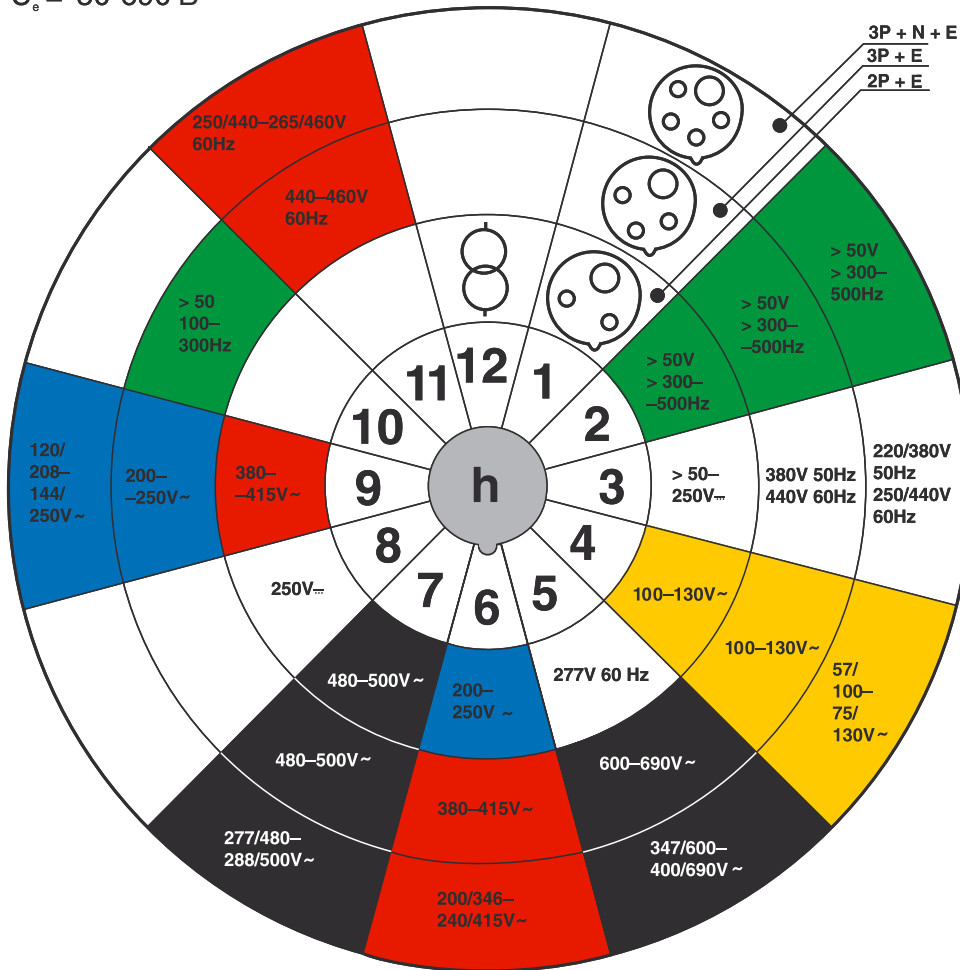 Uₑ = 50-690 В
3P + N + E
3P + E
2P + E
250/440–265/460V
60Hz
440–460V
60Hz
> 50
100–
300Hz
> 50V
> 300–
500Hz
> 50V
> 300–
–500Hz
> 50V
> 300–
–500Hz
12
1
2
3
4
5
6
7
8
9
10
11
h
120/
208–
144/
250V~
200–
–250V~
380–
–415V~
> 50–
250V⎓
380V 50Hz
440V 60Hz
220/380V
50Hz
250/440V
60Hz
250V⎓
100–130V~
100–130V~
57/
100–
75/
130V~
277V 60 Hz
600–690V~
347/600–
400/690V~
200–
250V ~
380–415V~
200/346–
240/415V~
480–500V~
480–500V~
277/480–
288/500V~